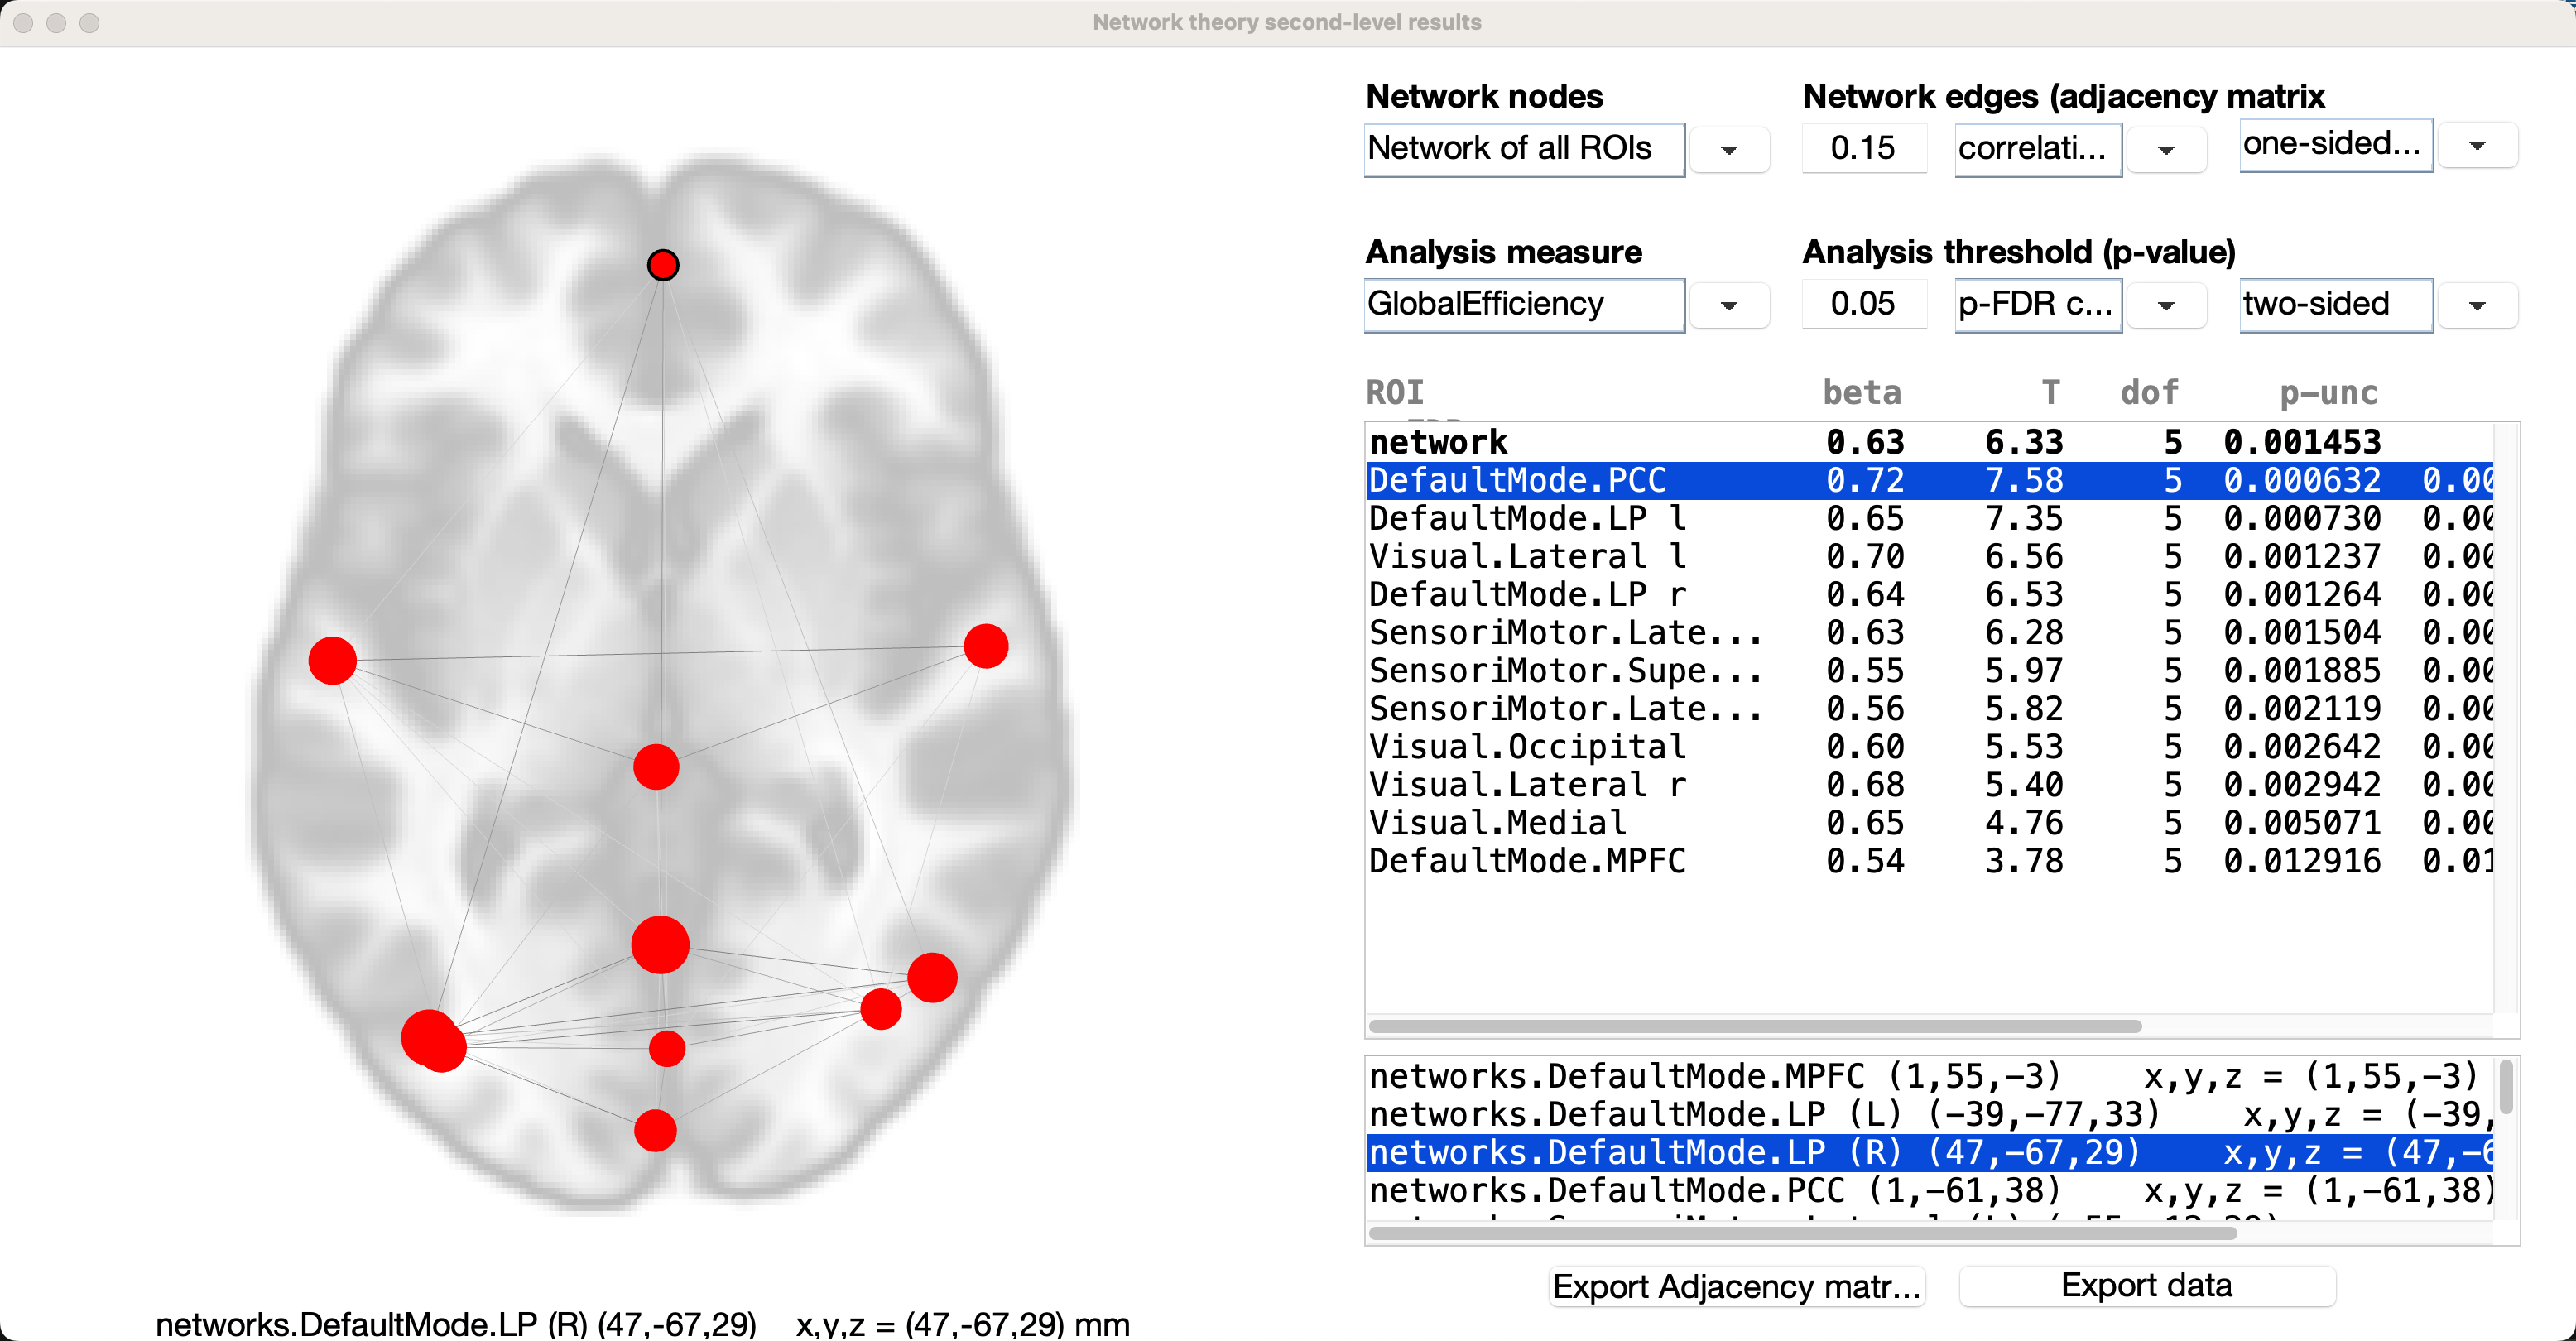 Network theory second-level results
Network nodes
Network edges (adjacency matrix
Network of all ROIs
0.15 correlati... one-sided...
Analysis measure
Analysis threshold (p-value)
GlobalEfficiency
0.05 p-FDR c... two-sided
ROI beta T dof p-unc
network 0.63 6.33 5 0.001453
DefaultMode.PCC 0.72 7.58 5 0.000632 0.00
DefaultMode.LP l 0.65 7.35 5 0.000730 0.00
Visual.Lateral l 0.70 6.56 5 0.001237 0.00
DefaultMode.LP r 0.64 6.53 5 0.001264 0.00
SensoriMotor.Late... 0.63 6.28 5 0.001504 0.00
SensoriMotor.Supe... 0.55 5.97 5 0.001885 0.00
SensoriMotor.Late... 0.56 5.82 5 0.002119 0.00
Visual.Occipital 0.60 5.53 5 0.002642 0.00
Visual.Lateral r 0.68 5.40 5 0.002942 0.00
Visual.Medial 0.65 4.76 5 0.005071 0.00
DefaultMode.MPFC 0.54 3.78 5 0.012916 0.01
networks.DefaultMode.MPFC (1,55,-3) x,y,z = (1,55,-3)
networks.DefaultMode.LP (L) (-39,-77,33) x,y,z = (-39,
networks.DefaultMode.LP (R) (47,-67,29) x,y,z = (47,-6
networks.DefaultMode.PCC (1,-61,38) x,y,z = (1,-61,38)
Export Adjacency matr...
Export data
networks.DefaultMode.LP (R) (47,-67,29) x,y,z = (47,-67,29) mm